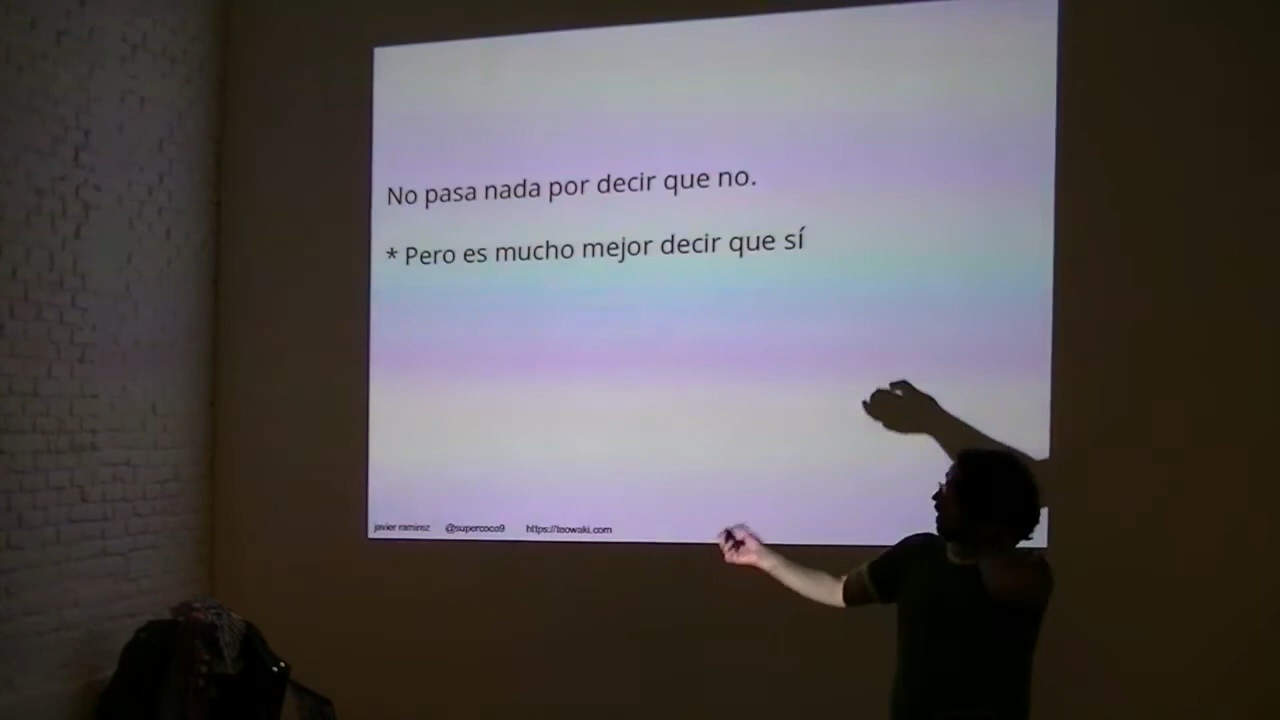 No pasa nada por decir que no.
* Pero es mucho mejor decir que sí
javier ramirez @supercoco9 https://teowaki.com